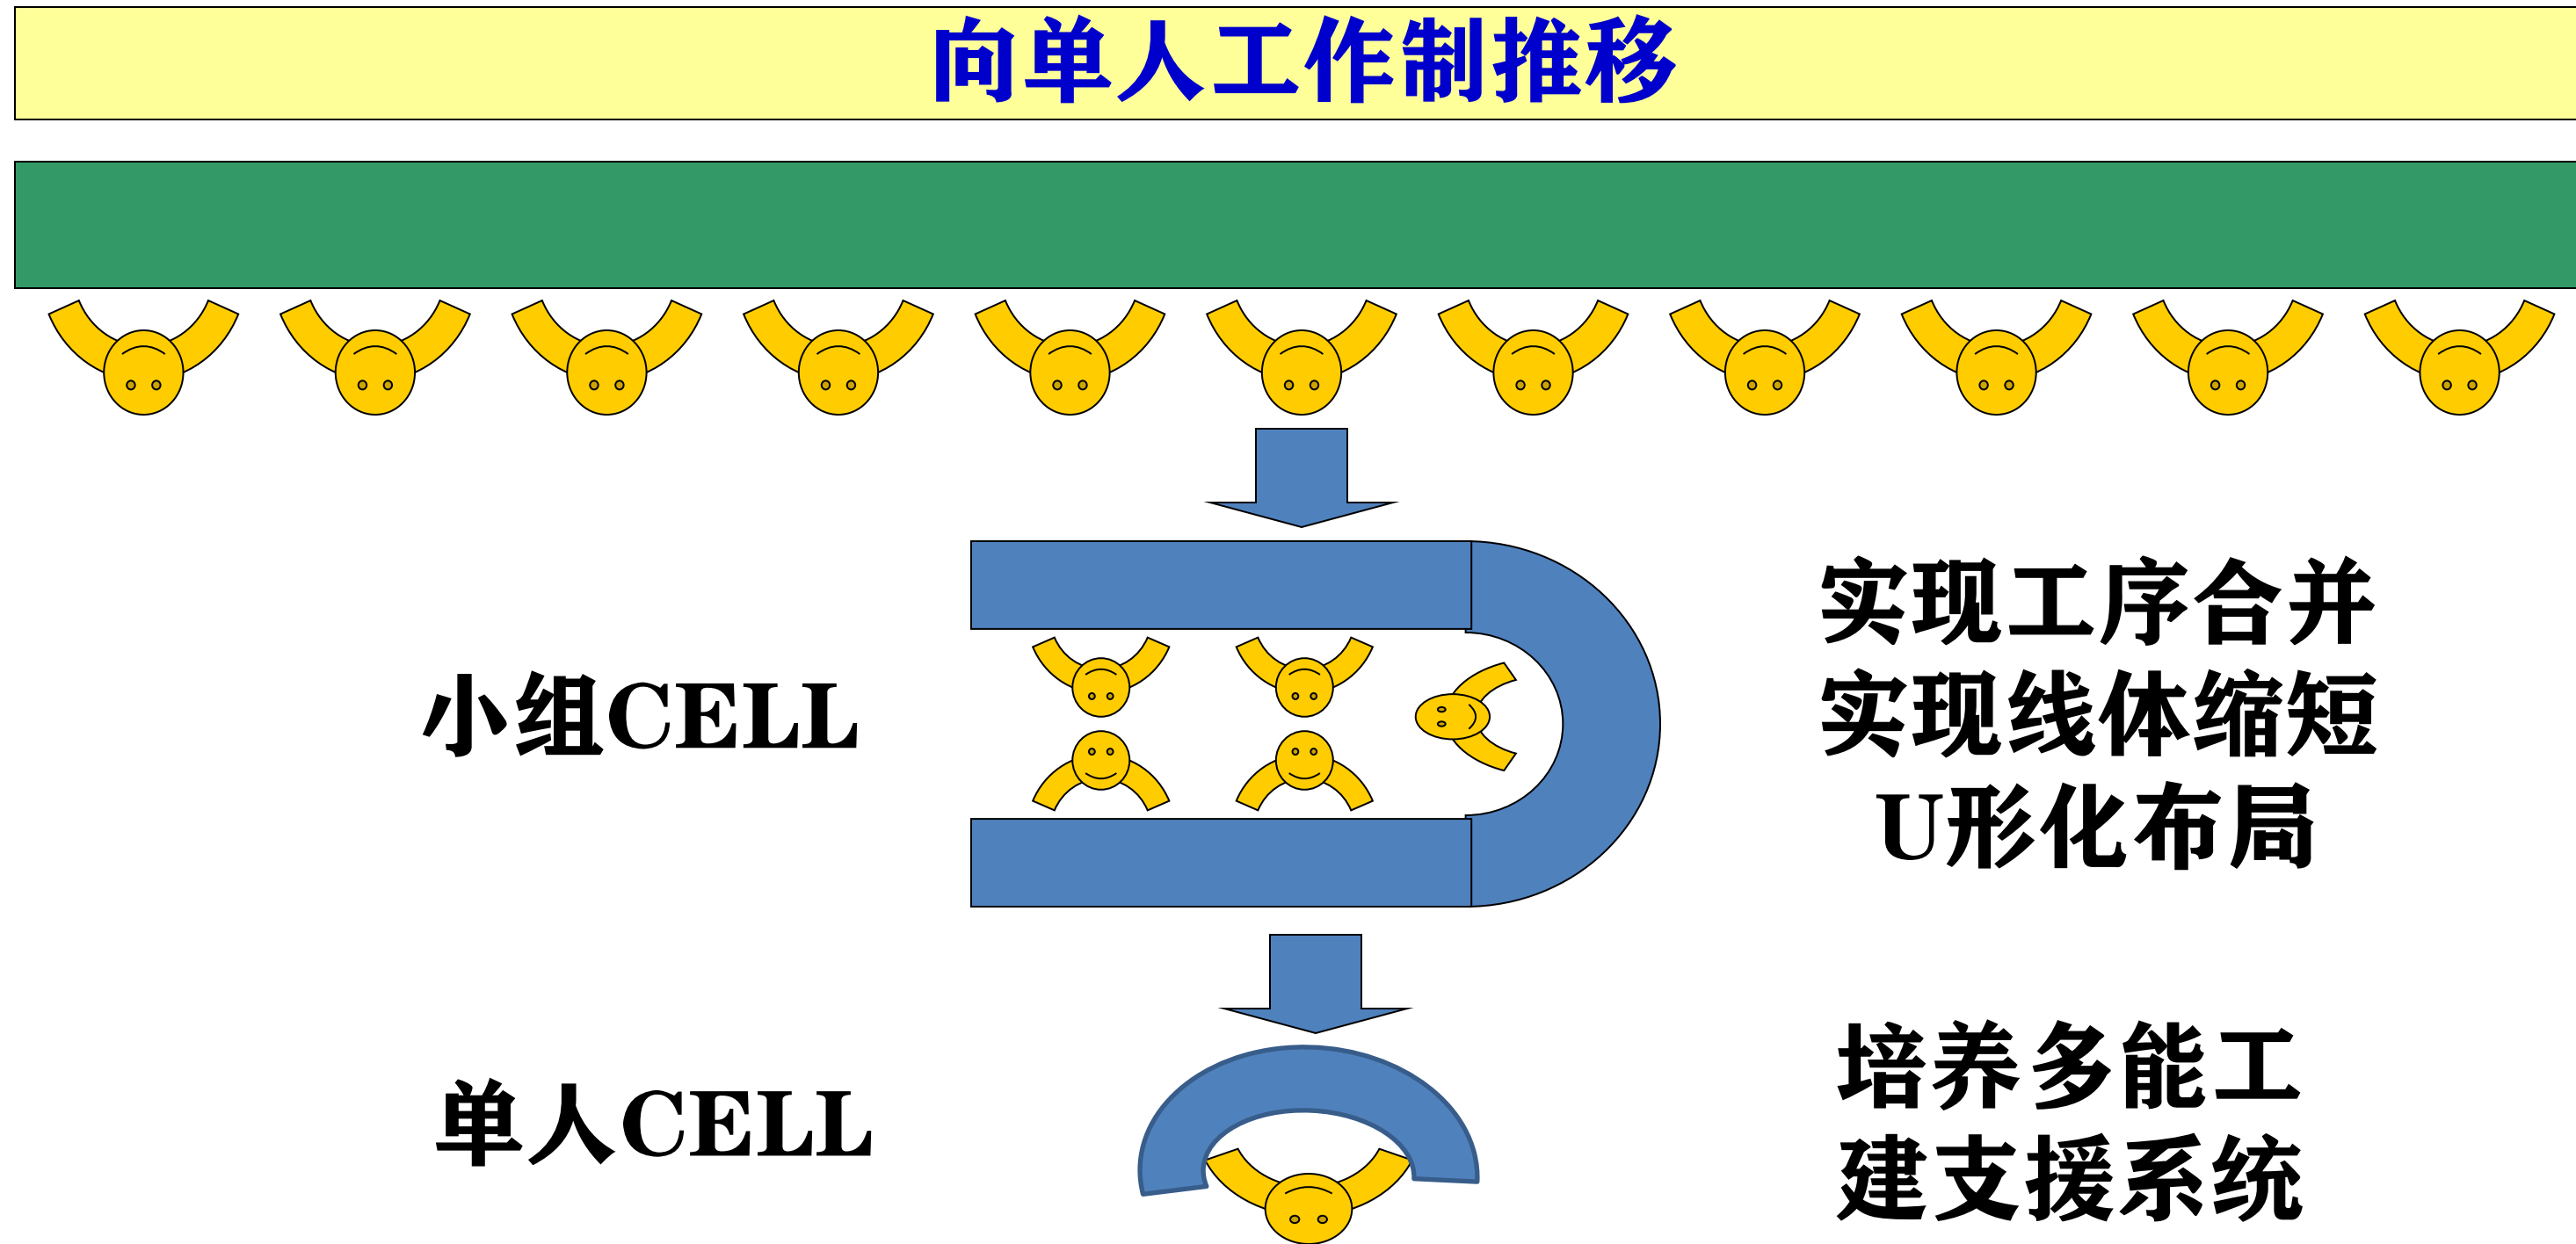 向单人工作制推移
小组CELL
实现工序合并
实现线体缩短
U形化布局
单人CELL
培养多能工
建支援系统